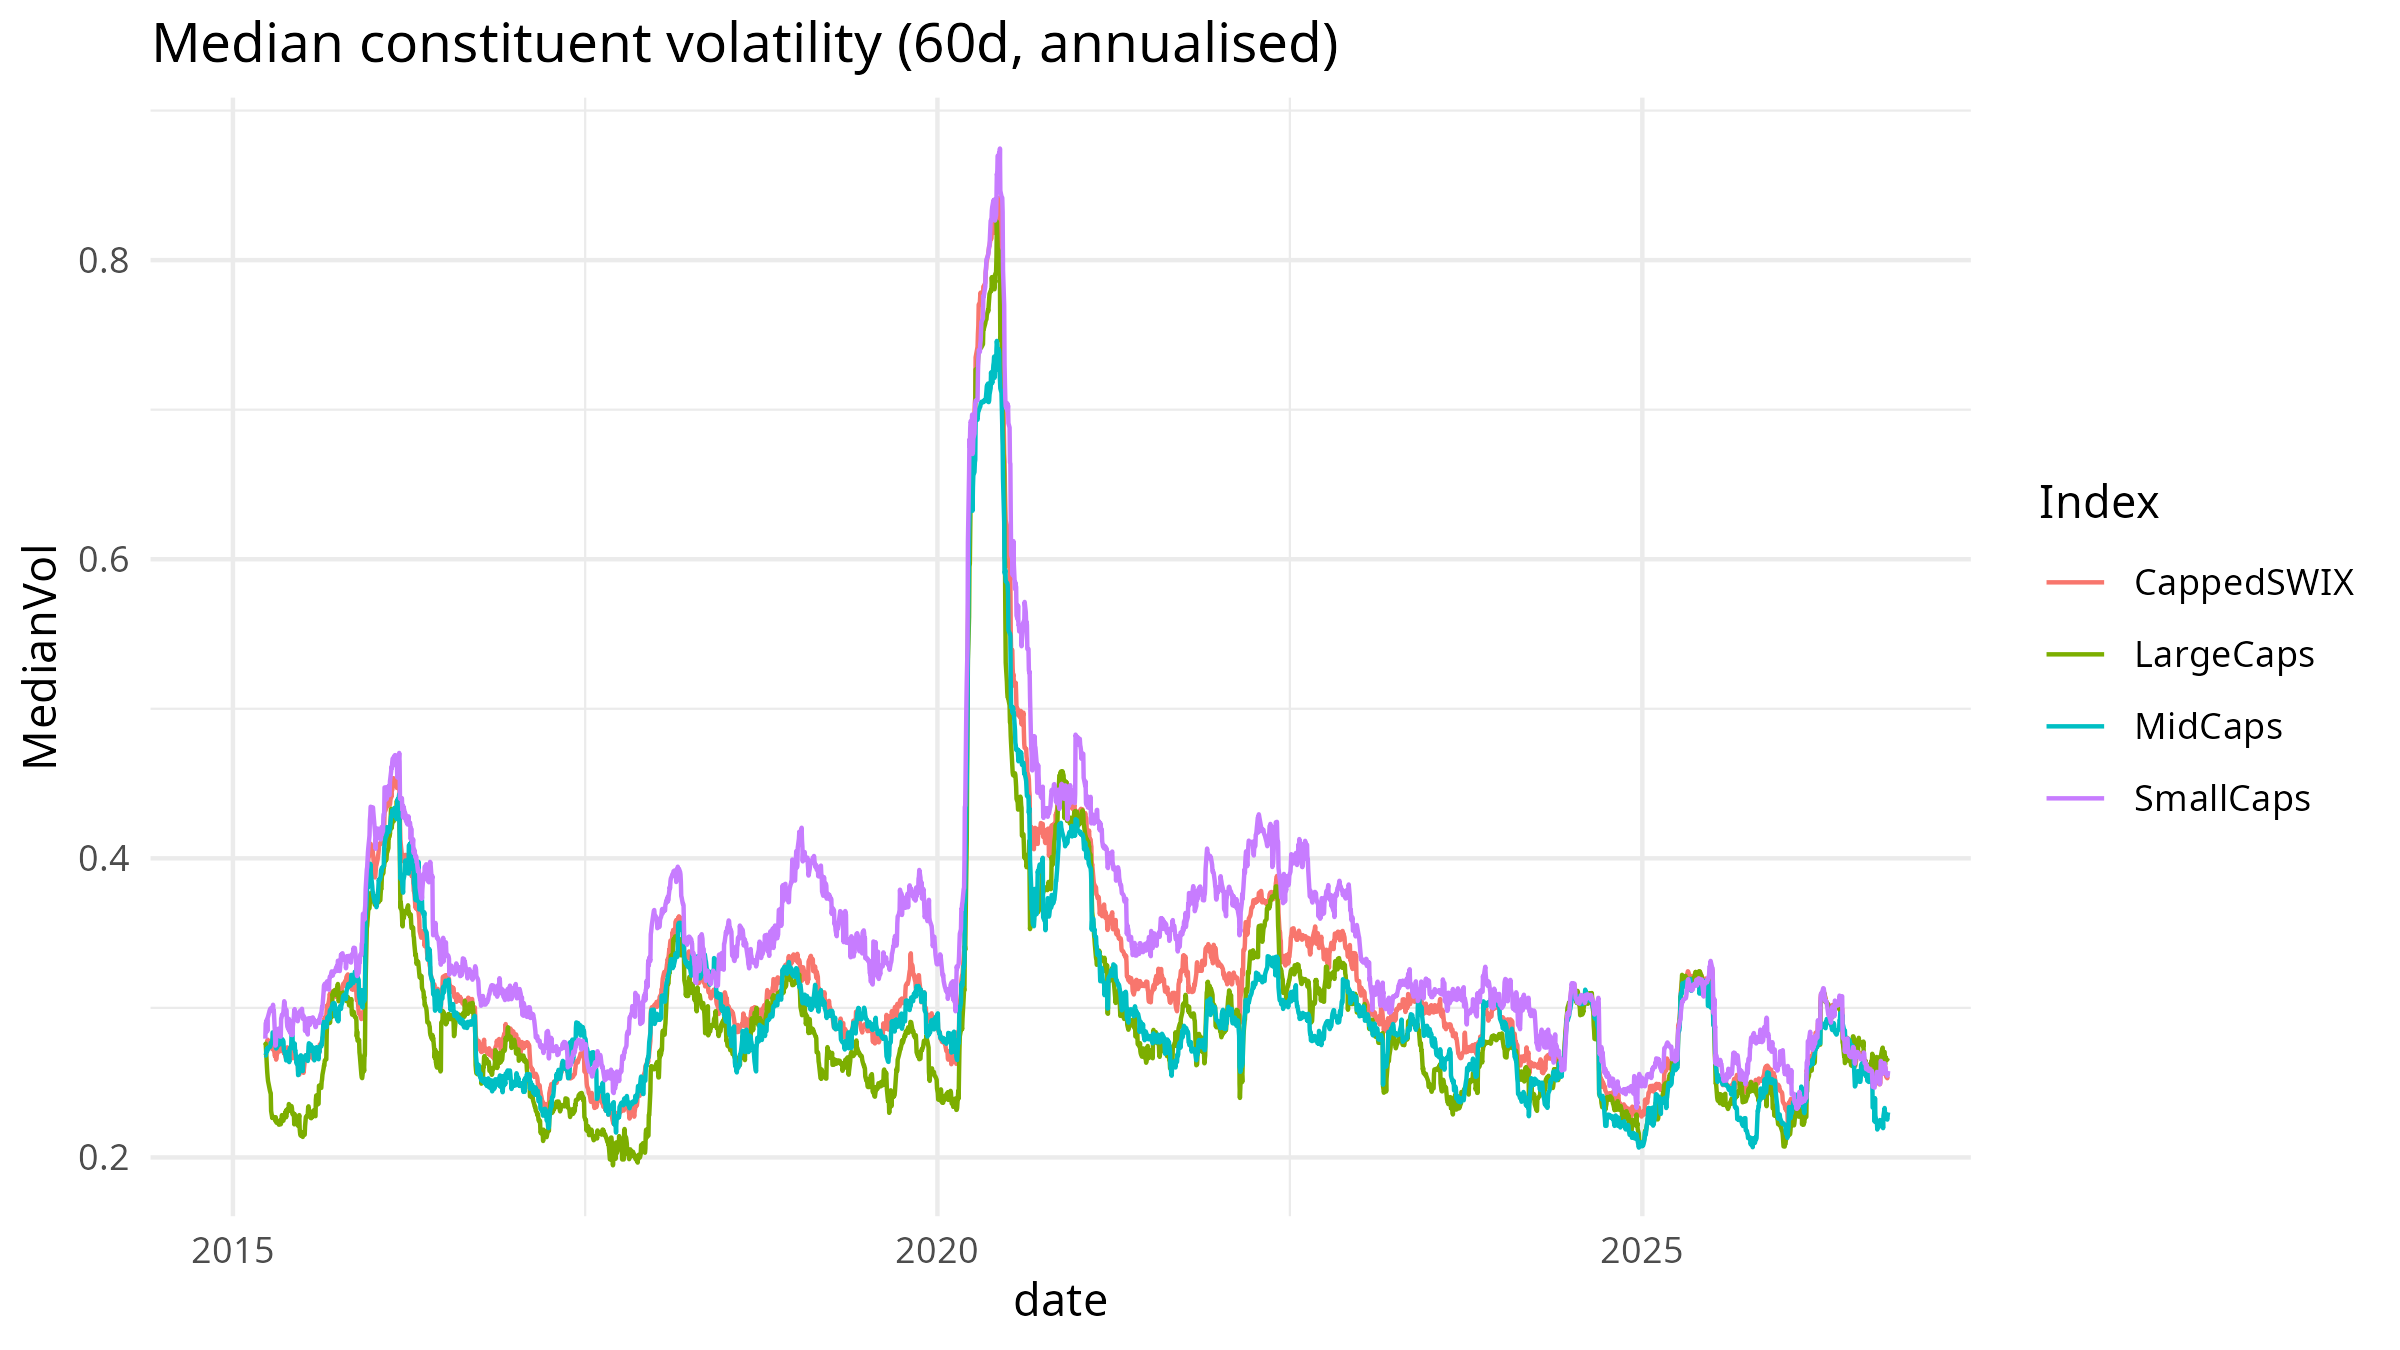 Median constituent volatility (60d, annualised)
MedianVol
0.8
0.6
0.4
0.2
2015 2020 2025
date
Index
CappedSWIX
LargeCaps
MidCaps
SmallCaps